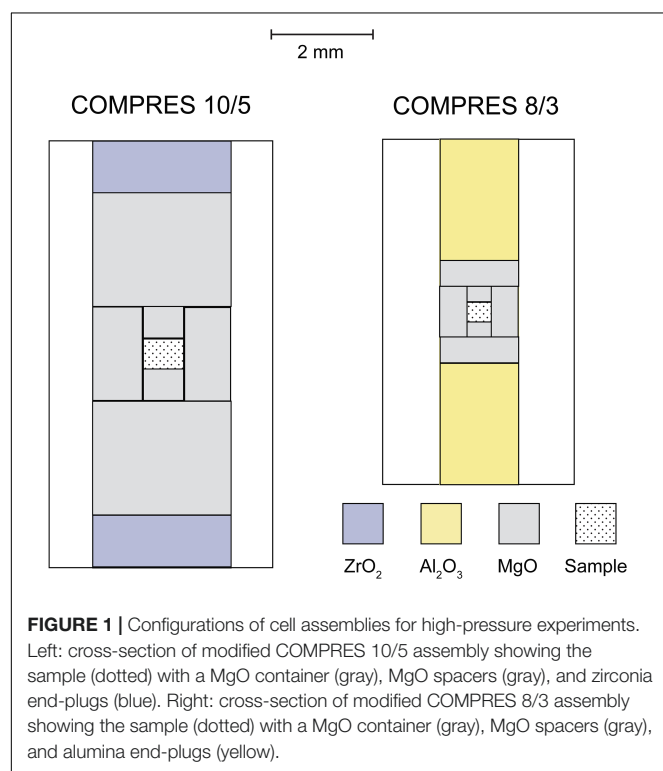 2 mm
COMPRES 10/5
COMPRES 8/3
ZrO₂
Al₂O₃
MgO
Sample
FIGURE 1 | Configurations of cell assemblies for high-pressure experiments.
Left: cross-section of modified COMPRES 10/5 assembly showing the
sample (dotted) with a MgO container (gray), MgO spacers (gray), and zirconia
end-plugs (blue). Right: cross-section of modified COMPRES 8/3 assembly
showing the sample (dotted) with a MgO container (gray), MgO spacers (gray),
and alumina end-plugs (yellow).